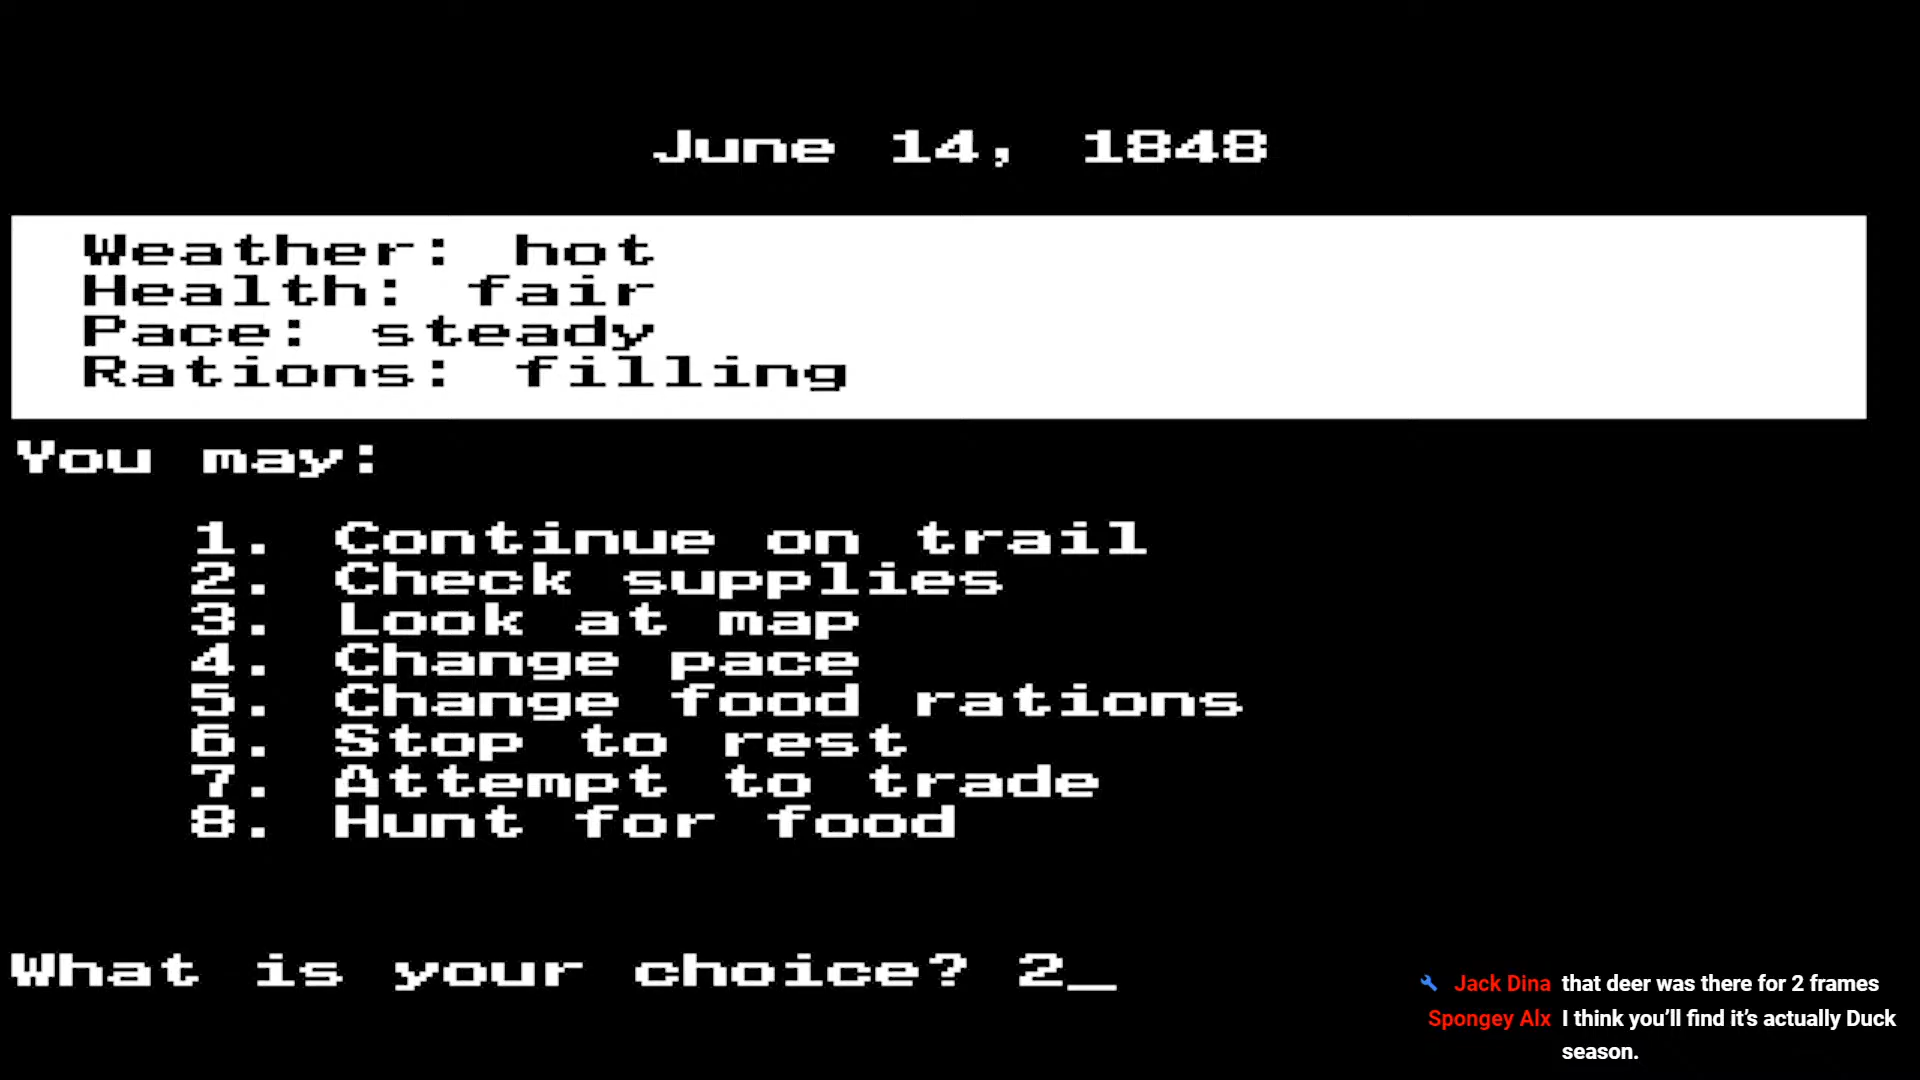 June 14, 1848
Weather: hot
Health: fair
Pace: steady
Rations: filling
You may:
1. Continue on trail
2. Check supplies
3. Look at map
4. Change pace
5. Change food rations
6. Stop to rest
7. Attempt to trade
8. Hunt for food
What is your choice? 2_
Jack Dina that deer was there for 2 frames
Spongey Alx I think you’ll find it’s actually Duck
season.